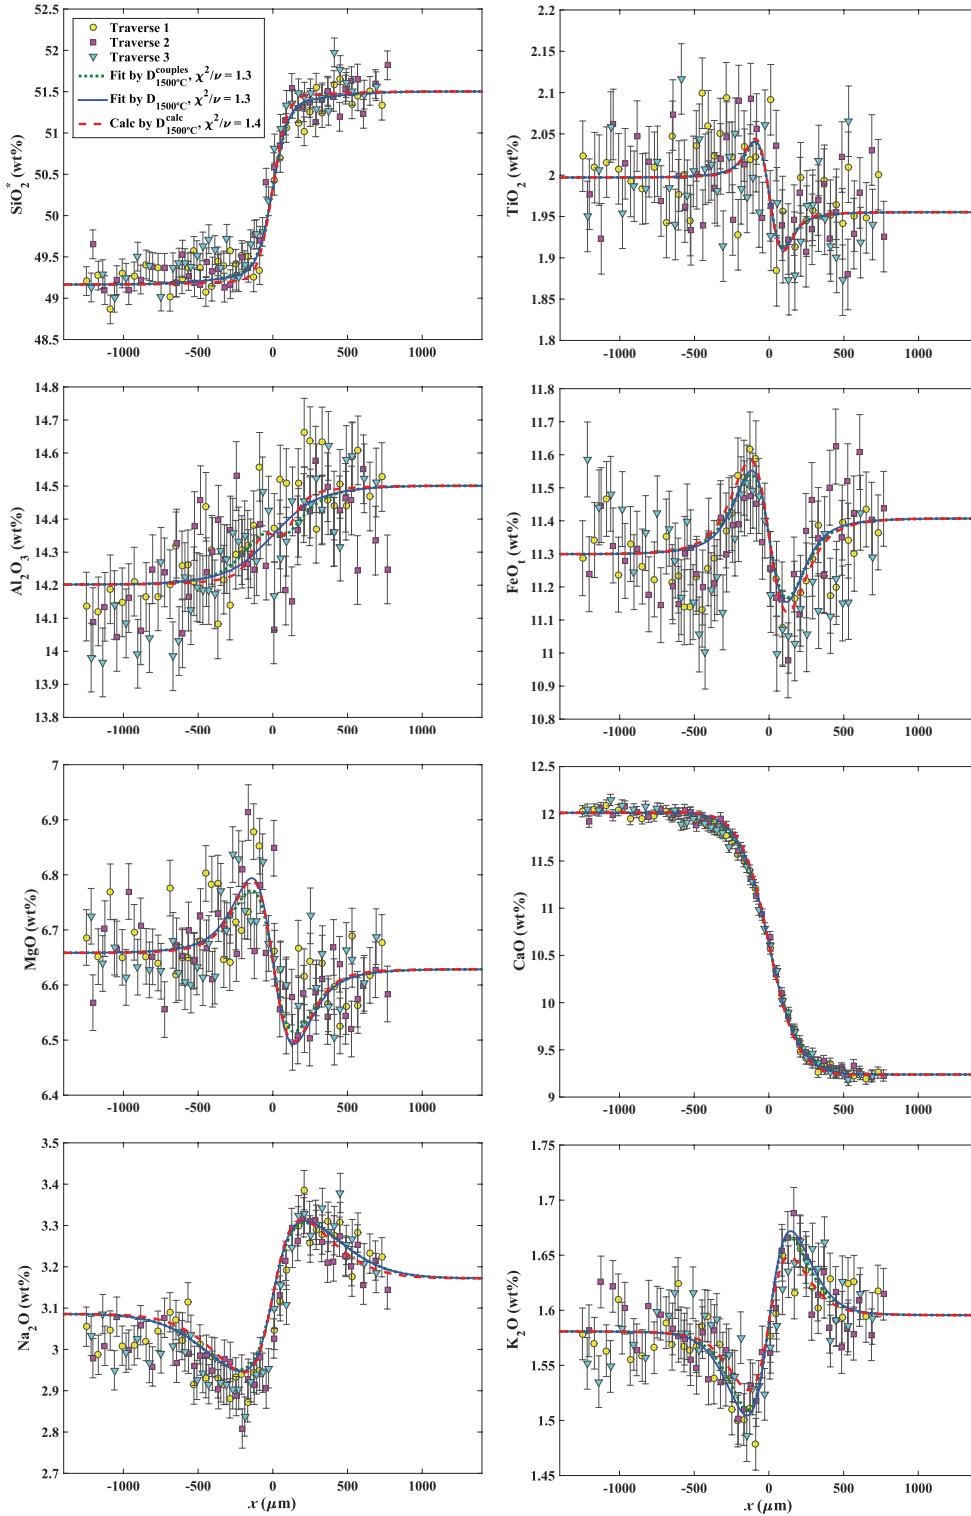 Traverse 1
Traverse 2
Traverse 3
Fit by D_{1500°C}^{couples}, χ²/ν = 1.3
Fit by D_{1500°C}, χ²/ν = 1.3
Calc by D_{1500°C}^{calc}, χ²/ν = 1.4
SiO₂* (wt%)
52.5
52
51.5
51
50.5
50
49.5
49
48.5
-1000 -500 0 500 1000
TiO₂ (wt%)
2.2
2.15
2.1
2.05
2
1.95
1.9
1.85
1.8
-1000 -500 0 500 1000
Al₂O₃ (wt%)
14.8
14.7
14.6
14.5
14.4
14.3
14.2
14.1
14
13.9
13.8
-1000 -500 0 500 1000
FeOₜ (wt%)
11.8
11.7
11.6
11.5
11.4
11.3
11.2
11.1
11
10.9
10.8
-1000 -500 0 500 1000
MgO (wt%)
7
6.9
6.8
6.7
6.6
6.5
6.4
-1000 -500 0 500 1000
CaO (wt%)
12.5
12
11.5
11
10.5
10
9.5
9
-1000 -500 0 500 1000
Na₂O (wt%)
3.5
3.4
3.3
3.2
3.1
3
2.9
2.8
2.7
-1000 -500 0 500 1000
x (μm)
K₂O (wt%)
1.75
1.7
1.65
1.6
1.55
1.5
1.45
-1000 -500 0 500 1000
x (μm)